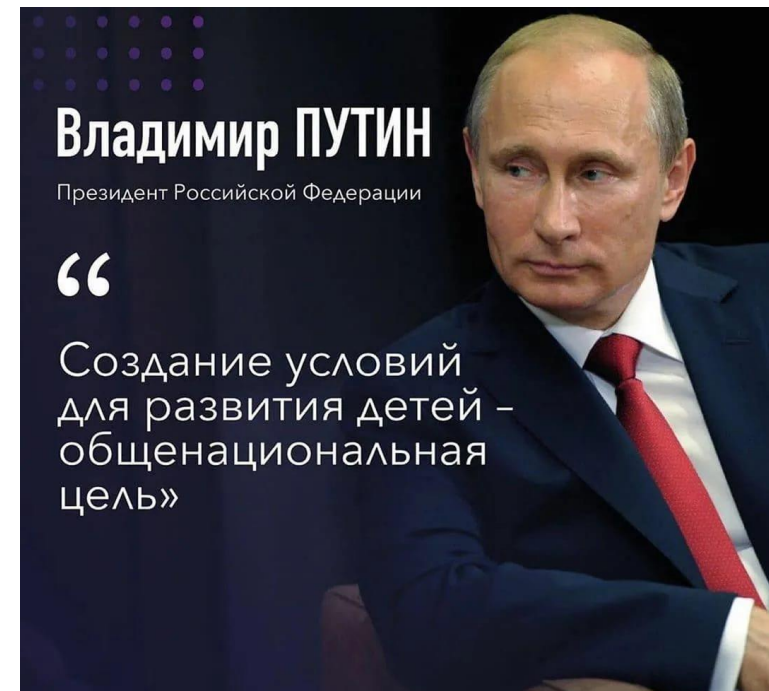 Владимир ПУТИН
Президент Российской Федерации
“
Создание условий
для развития детей –
общенациональная
цель»